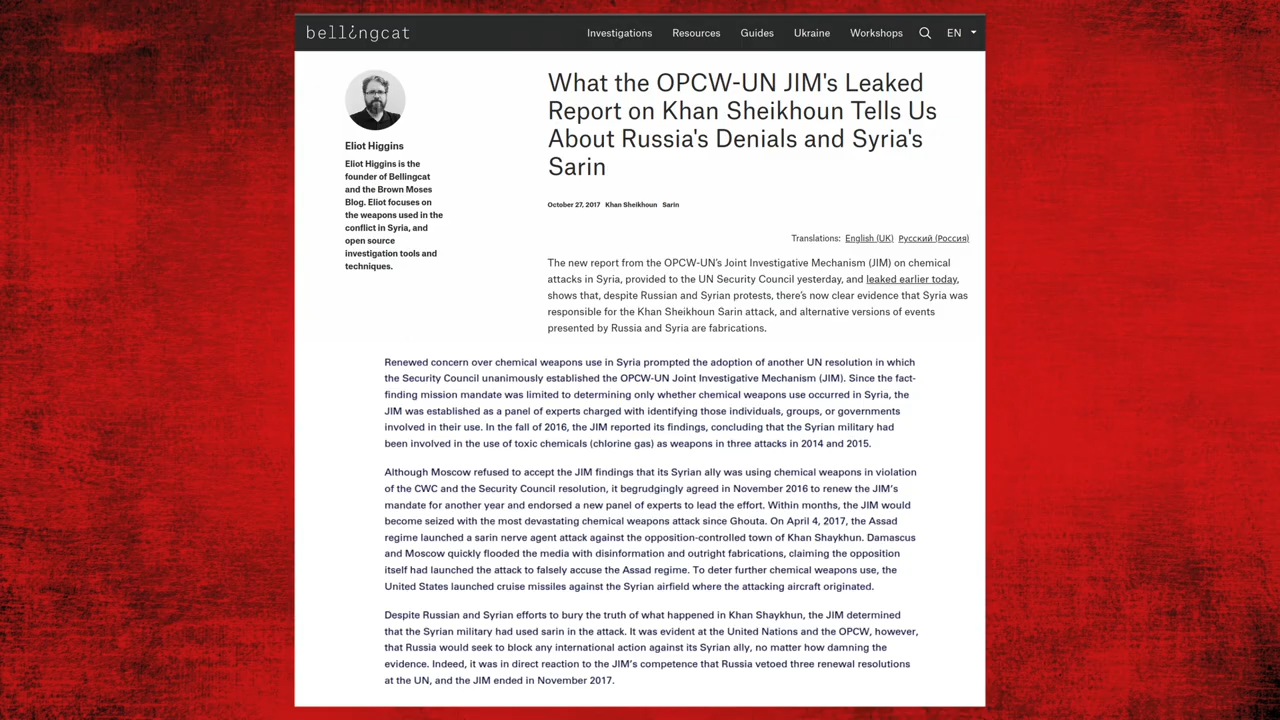 bellingcat
Investigations Resources Guides Ukraine Workshops EN
Eliot Higgins
Eliot Higgins is the
founder of Bellingcat
and the Brown Moses
Blog. Eliot focuses on
the weapons used in the
conflict in Syria, and
open source
investigation tools and
techniques.
What the OPCW-UN JIM's Leaked
Report on Khan Sheikhoun Tells Us
About Russia's Denials and Syria's
Sarin
October 27, 2017 Khan Sheikhoun Sarin
Translations: English (UK) Русский (Россия)
The new report from the OPCW-UN's Joint Investigative Mechanism (JIM) on chemical
attacks in Syria, provided to the UN Security Council yesterday, and leaked earlier today,
shows that, despite Russian and Syrian protests, there's now clear evidence that Syria was
responsible for the Khan Sheikhoun Sarin attack, and alternative versions of events
presented by Russia and Syria are fabrications.
Renewed concern over chemical weapons use in Syria prompted the adoption of another UN resolution in which
the Security Council unanimously established the OPCW-UN Joint Investigative Mechanism (JIM). Since the fact-
finding mission mandate was limited to determining only whether chemical weapons use occurred in Syria, the
JIM was established as a panel of experts charged with identifying those individuals, groups, or governments
involved in their use. In the fall of 2016, the JIM reported its findings, concluding that the Syrian military had
been involved in the use of toxic chemicals (chlorine gas) as weapons in three attacks in 2014 and 2015.
Although Moscow refused to accept the JIM findings that its Syrian ally was using chemical weapons in violation
of the CWC and the Security Council resolution, it begrudgingly agreed in November 2016 to renew the JIM's
mandate for another year and endorsed a new panel of experts to lead the effort. Within months, the JIM would
become seized with the most devastating chemical weapons attack since Ghouta. On April 4, 2017, the Assad
regime launched a sarin nerve agent attack against the opposition-controlled town of Khan Shaykhun. Damascus
and Moscow quickly flooded the media with disinformation and outright fabrications, claiming the opposition
itself had launched the attack to falsely accuse the Assad regime. To deter further chemical weapons use, the
United States launched cruise missiles against the Syrian airfield where the attacking aircraft originated.
Despite Russian and Syrian efforts to bury the truth of what happened in Khan Shaykhun, the JIM determined
that the Syrian military had used sarin in the attack. It was evident at the United Nations and the OPCW, however,
that Russia would seek to block any international action against its Syrian ally, no matter how damning the
evidence. Indeed, it was in direct reaction to the JIM's competence that Russia vetoed three renewal resolutions
at the UN, and the JIM ended in November 2017.